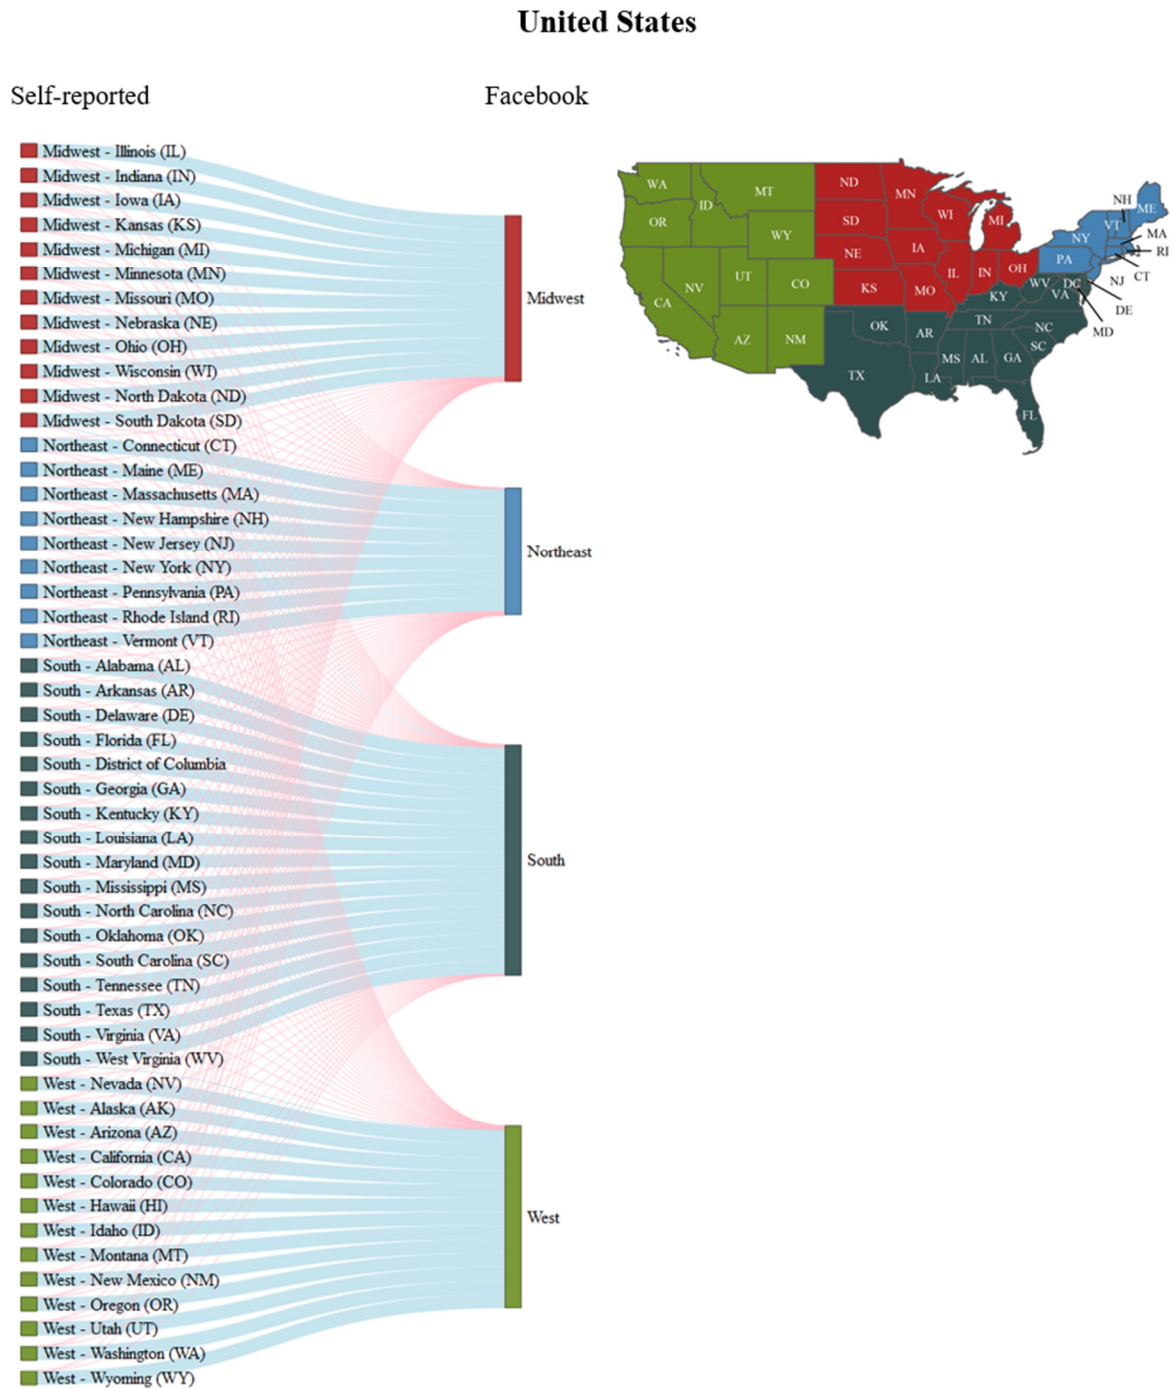 United States
Self-reported
Facebook
Midwest - Illinois (IL)
Midwest - Indiana (IN)
Midwest - Iowa (IA)
Midwest - Kansas (KS)
Midwest - Michigan (MI)
Midwest - Minnesota (MN)
Midwest - Missouri (MO)
Midwest - Nebraska (NE)
Midwest - Ohio (OH)
Midwest - Wisconsin (WI)
Midwest - North Dakota (ND)
Midwest - South Dakota (SD)
Northeast - Connecticut (CT)
Northeast - Maine (ME)
Northeast - Massachusetts (MA)
Northeast - New Hampshire (NH)
Northeast - New Jersey (NJ)
Northeast - New York (NY)
Northeast - Pennsylvania (PA)
Northeast - Rhode Island (RI)
Northeast - Vermont (VT)
South - Alabama (AL)
South - Arkansas (AR)
South - Delaware (DE)
South - Florida (FL)
South - District of Columbia
South - Georgia (GA)
South - Kentucky (KY)
South - Louisiana (LA)
South - Maryland (MD)
South - Mississippi (MS)
South - North Carolina (NC)
South - Oklahoma (OK)
South - South Carolina (SC)
South - Tennessee (TN)
South - Texas (TX)
South - Virginia (VA)
South - West Virginia (WV)
West - Nevada (NV)
West - Alaska (AK)
West - Arizona (AZ)
West - California (CA)
West - Colorado (CO)
West - Hawaii (HI)
West - Idaho (ID)
West - Montana (MT)
West - New Mexico (NM)
West - Oregon (OR)
West - Utah (UT)
West - Washington (WA)
West - Wyoming (WY)
Midwest
Northeast
South
West
WA
OR
ID
MT
WY
CA
NV
UT
CO
AZ
NM
ND
SD
NE
KS
MN
IA
MO
WI
IL
MI
IN
OH
NH
VT
ME
NY
MA
RI
PA
CT
NJ
DE
MD
DC
WV
VA
KY
TN
NC
SC
OK
AR
TX
LA
MS
AL
GA
FL